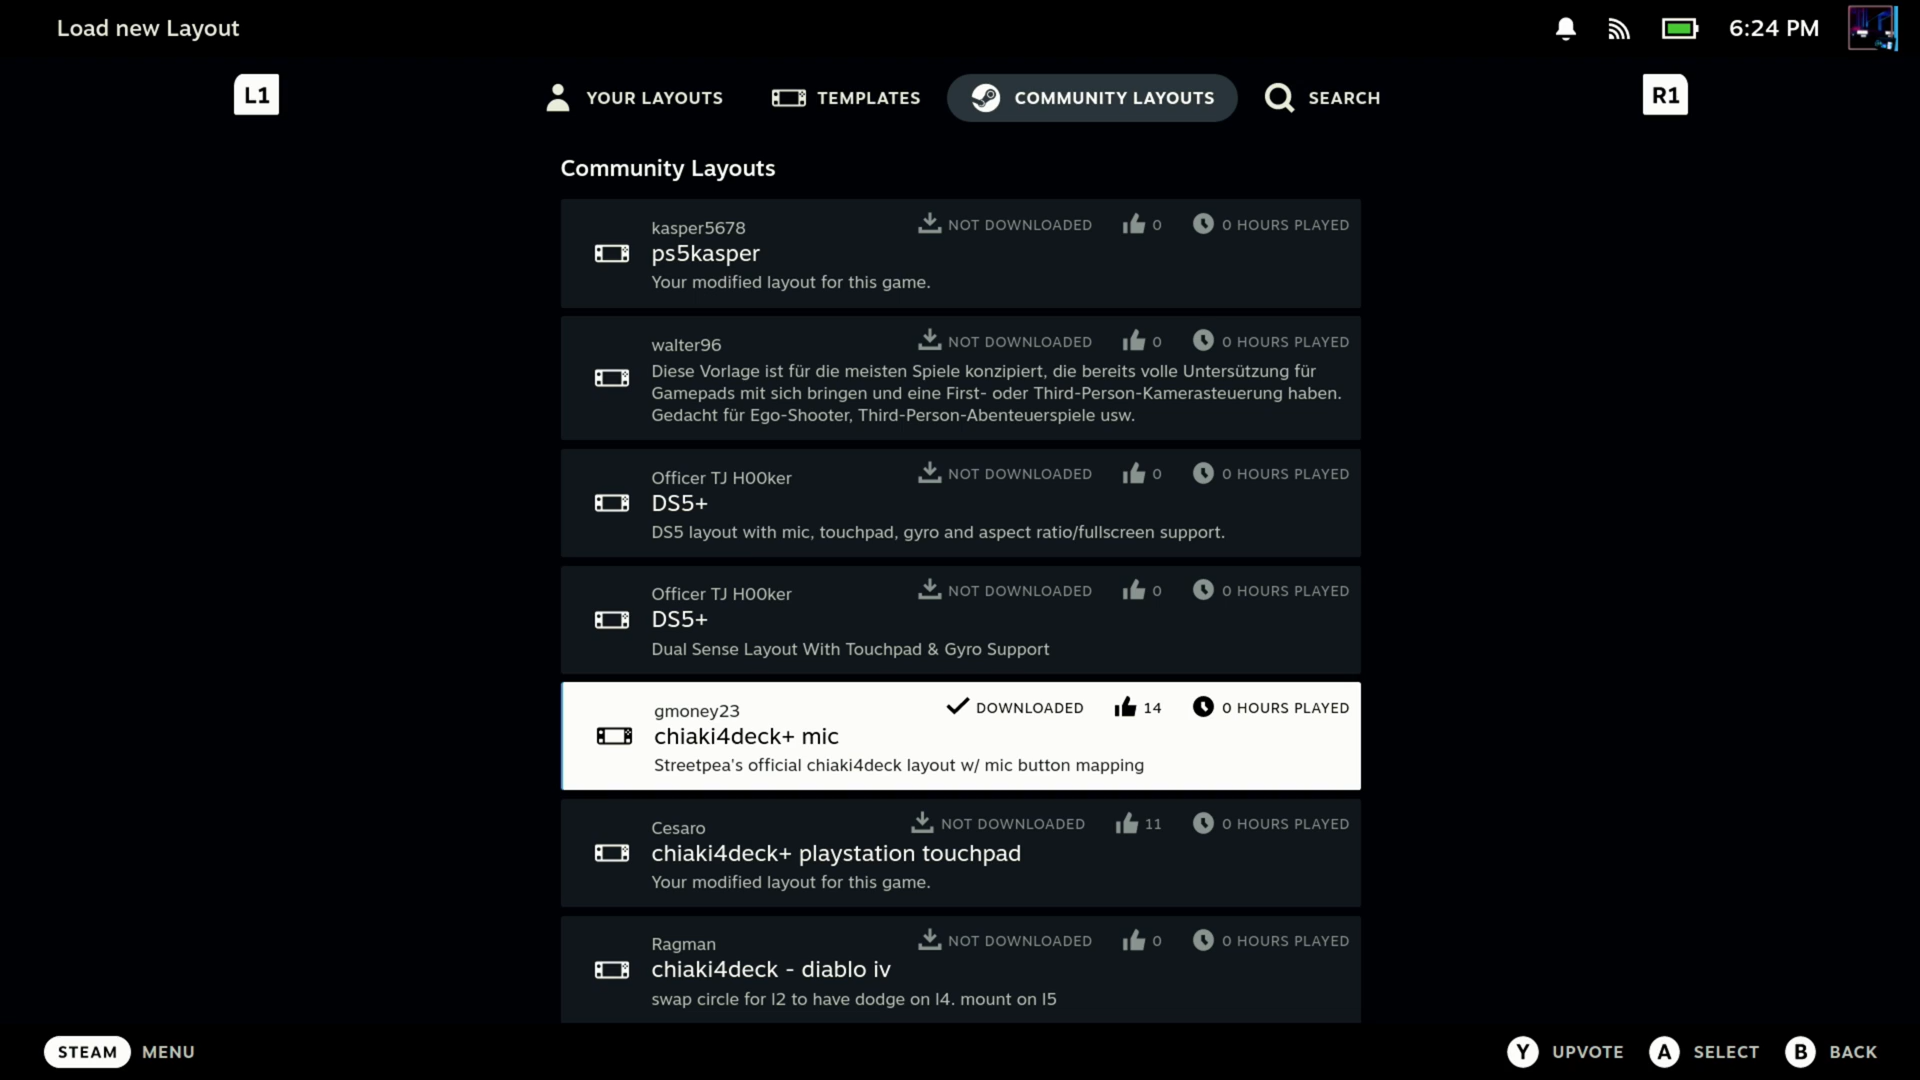 Load new Layout
6:24 PM
L1
YOUR LAYOUTS
TEMPLATES
COMMUNITY LAYOUTS
SEARCH
R1
Community Layouts
kasper5678
NOT DOWNLOADED
0
0 HOURS PLAYED
ps5kasper
Your modified layout for this game.
walter96
NOT DOWNLOADED
0
0 HOURS PLAYED
Diese Vorlage ist für die meisten Spiele konzipiert, die bereits volle Untersützung für
Gamepads mit sich bringen und eine First- oder Third-Person-Kamerasteuerung haben.
Gedacht für Ego-Shooter, Third-Person-Abenteuerspiele usw.
Officer TJ H00ker
NOT DOWNLOADED
0
0 HOURS PLAYED
DS5+
DS5 layout with mic, touchpad, gyro and aspect ratio/fullscreen support.
Officer TJ H00ker
NOT DOWNLOADED
0
0 HOURS PLAYED
DS5+
Dual Sense Layout With Touchpad & Gyro Support
gmoney23
DOWNLOADED
14
0 HOURS PLAYED
chiaki4deck+ mic
Streetpea's official chiaki4deck layout w/ mic button mapping
Cesaro
NOT DOWNLOADED
11
0 HOURS PLAYED
chiaki4deck+ playstation touchpad
Your modified layout for this game.
Ragman
NOT DOWNLOADED
0
0 HOURS PLAYED
chiaki4deck - diablo iv
swap circle for l2 to have dodge on l4. mount on l5
STEAM
MENU
Y
UPVOTE
A
SELECT
B
BACK